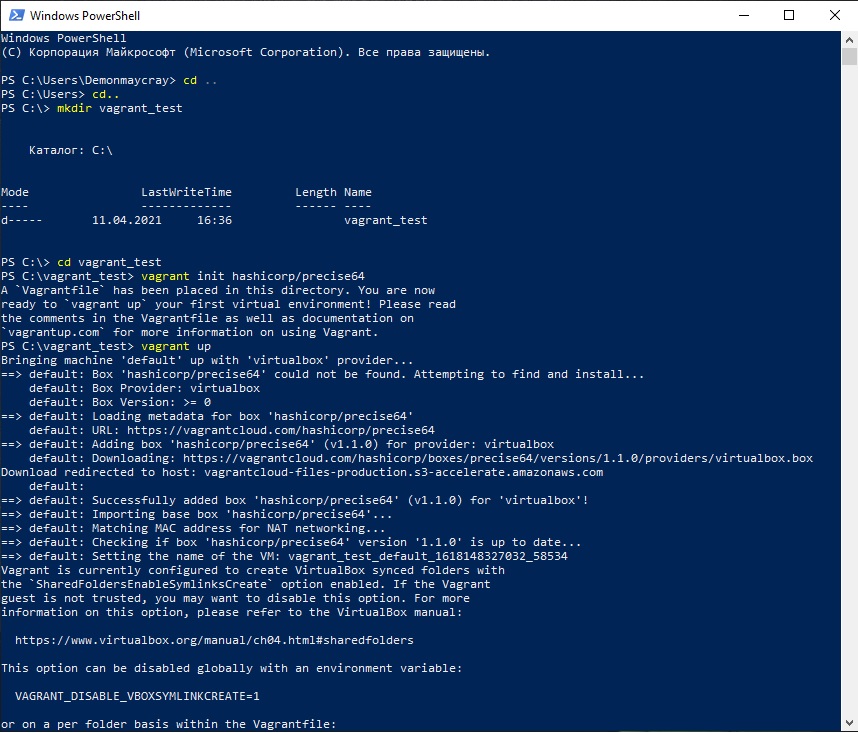 Windows PowerShell
Windows PowerShell
(C) Корпорация Майкрософт (Microsoft Corporation). Все права защищены.
PS C:\Users\Demonmaycray> cd ..
PS C:\Users> cd..
PS C:\> mkdir vagrant_test
Каталог: C:\
Mode LastWriteTime Length Name
---- ------------- ------ ----
d----- 11.04.2021 16:36 vagrant_test
PS C:\> cd vagrant_test
PS C:\vagrant_test> vagrant init hashicorp/precise64
A `Vagrantfile` has been placed in this directory. You are now
ready to `vagrant up` your first virtual environment! Please read
the comments in the Vagrantfile as well as documentation on
`vagrantup.com` for more information on using Vagrant.
PS C:\vagrant_test> vagrant up
Bringing machine 'default' up with 'virtualbox' provider...
==> default: Box 'hashicorp/precise64' could not be found. Attempting to find and install...
default: Box Provider: virtualbox
default: Box Version: >= 0
==> default: Loading metadata for box 'hashicorp/precise64'
default: URL: https://vagrantcloud.com/hashicorp/precise64
==> default: Adding box 'hashicorp/precise64' (v1.1.0) for provider: virtualbox
default: Downloading: https://vagrantcloud.com/hashicorp/boxes/precise64/versions/1.1.0/providers/virtualbox.box
Download redirected to host: vagrantcloud-files-production.s3-accelerate.amazonaws.com
default:
==> default: Successfully added box 'hashicorp/precise64' (v1.1.0) for 'virtualbox'!
==> default: Importing base box 'hashicorp/precise64'...
==> default: Matching MAC address for NAT networking...
==> default: Checking if box 'hashicorp/precise64' version '1.1.0' is up to date...
==> default: Setting the name of the VM: vagrant_test_default_1618148327032_58534
Vagrant is currently configured to create VirtualBox synced folders with
the `SharedFoldersEnableSymlinksCreate` option enabled. If the Vagrant
guest is not trusted, you may want to disable this option. For more
information on this option, please refer to the VirtualBox manual:
https://www.virtualbox.org/manual/ch04.html#sharedfolders
This option can be disabled globally with an environment variable:
VAGRANT_DISABLE_VBOXSYMLINKCREATE=1
or on a per folder basis within the Vagrantfile: